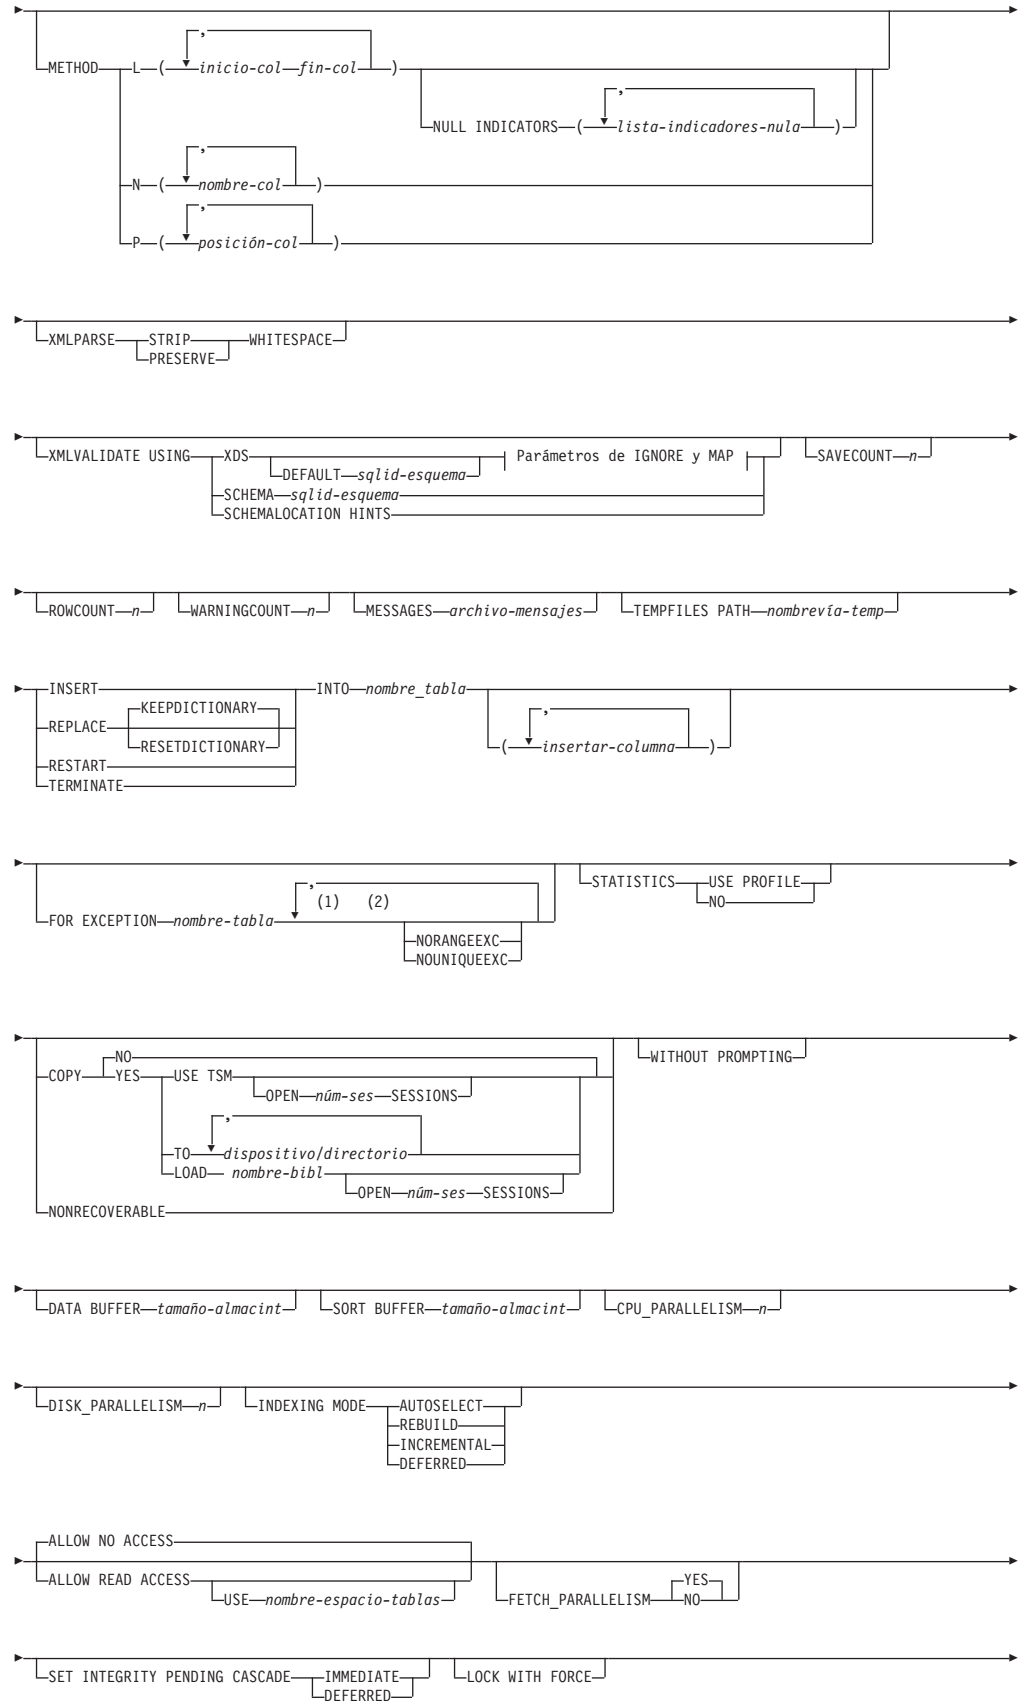 ,
METHOD L ( inicio-col fin-col )
,
NULL INDICATORS ( lista-indicadores-nula )
,
N ( nombre-col )
,
P ( posición-col )
XMLPARSE STRIP WHITESPACE
PRESERVE
XMLVALIDATE USING XDS Parámetros de IGNORE y MAP SAVECOUNT n
DEFAULT sqlid-esquema
SCHEMA sqlid-esquema
SCHEMALOCATION HINTS
ROWCOUNT n WARNINGCOUNT n MESSAGES archivo-mensajes TEMPFILES PATH nombrevía-temp
INSERT INTO nombre_tabla
KEEPDICTIONARY ,
REPLACE
RESETDICTIONARY ( insertar-columna )
RESTART
TERMINATE
STATISTICS USE PROFILE
, NO
(1) (2)
FOR EXCEPTION nombre-tabla
NORANGEEXC
NOUNIQUEEXC
NO WITHOUT PROMPTING
COPY YES USE TSM
OPEN núm-ses SESSIONS
,
TO dispositivo/directorio
LOAD nombre-bibl
OPEN núm-ses SESSIONS
NONRECOVERABLE
DATA BUFFER tamaño-almacint SORT BUFFER tamaño-almacint CPU_PARALLELISM n
DISK_PARALLELISM n INDEXING MODE AUTOSELECT
REBUILD
INCREMENTAL
DEFERRED
ALLOW NO ACCESS
ALLOW READ ACCESS YES
USE nombre-espacio-tablas FETCH_PARALLELISM NO
SET INTEGRITY PENDING CASCADE IMMEDIATE LOCK WITH FORCE
DEFERRED